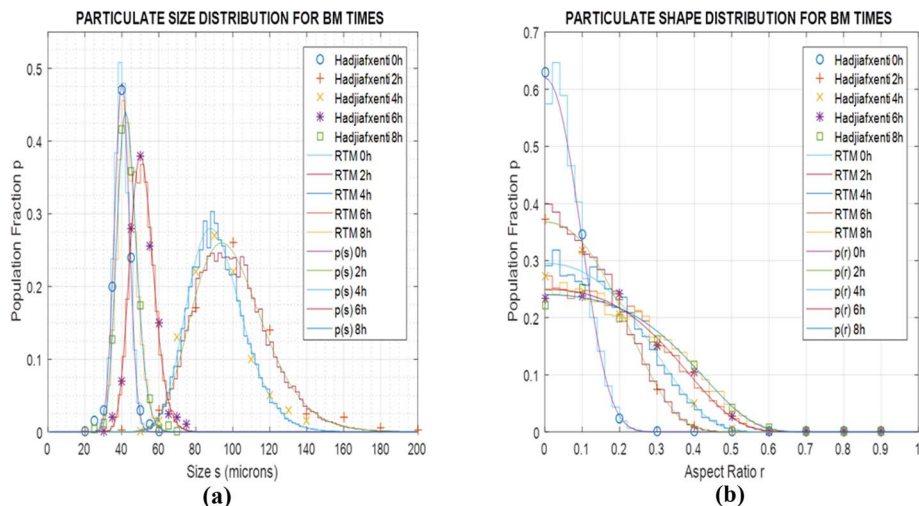 PARTICULATE SIZE DISTRIBUTION FOR BM TIMES
Population Fraction p
0.5
0.4
0.3
0.2
0.1
0
0 20 40 60 80 100 120 140 160 180 200
Size s (microns)
Hadjiafxenti 0h
Hadjiafxenti 2h
Hadjiafxenti 4h
Hadjiafxenti 6h
Hadjiafxenti 8h
RTM 0h
RTM 2h
RTM 4h
RTM 6h
RTM 8h
p(s) 0h
p(s) 2h
p(s) 4h
p(s) 6h
p(s) 8h
(a)
PARTICULATE SHAPE DISTRIBUTION FOR BM TIMES
Population Fraction p
0.7
0.6
0.5
0.4
0.3
0.2
0.1
0
0 0.1 0.2 0.3 0.4 0.5 0.6 0.7 0.8 0.9 1
Aspect Ratio r
Hadjiafxenti 0h
Hadjiafxenti 2h
Hadjiafxenti 4h
Hadjiafxenti 6h
Hadjiafxenti 8h
RTM 0h
RTM 2h
RTM 4h
RTM 6h
RTM 8h
p(r) 0h
p(r) 2h
p(r) 4h
p(r) 6h
p(r) 8h
(b)